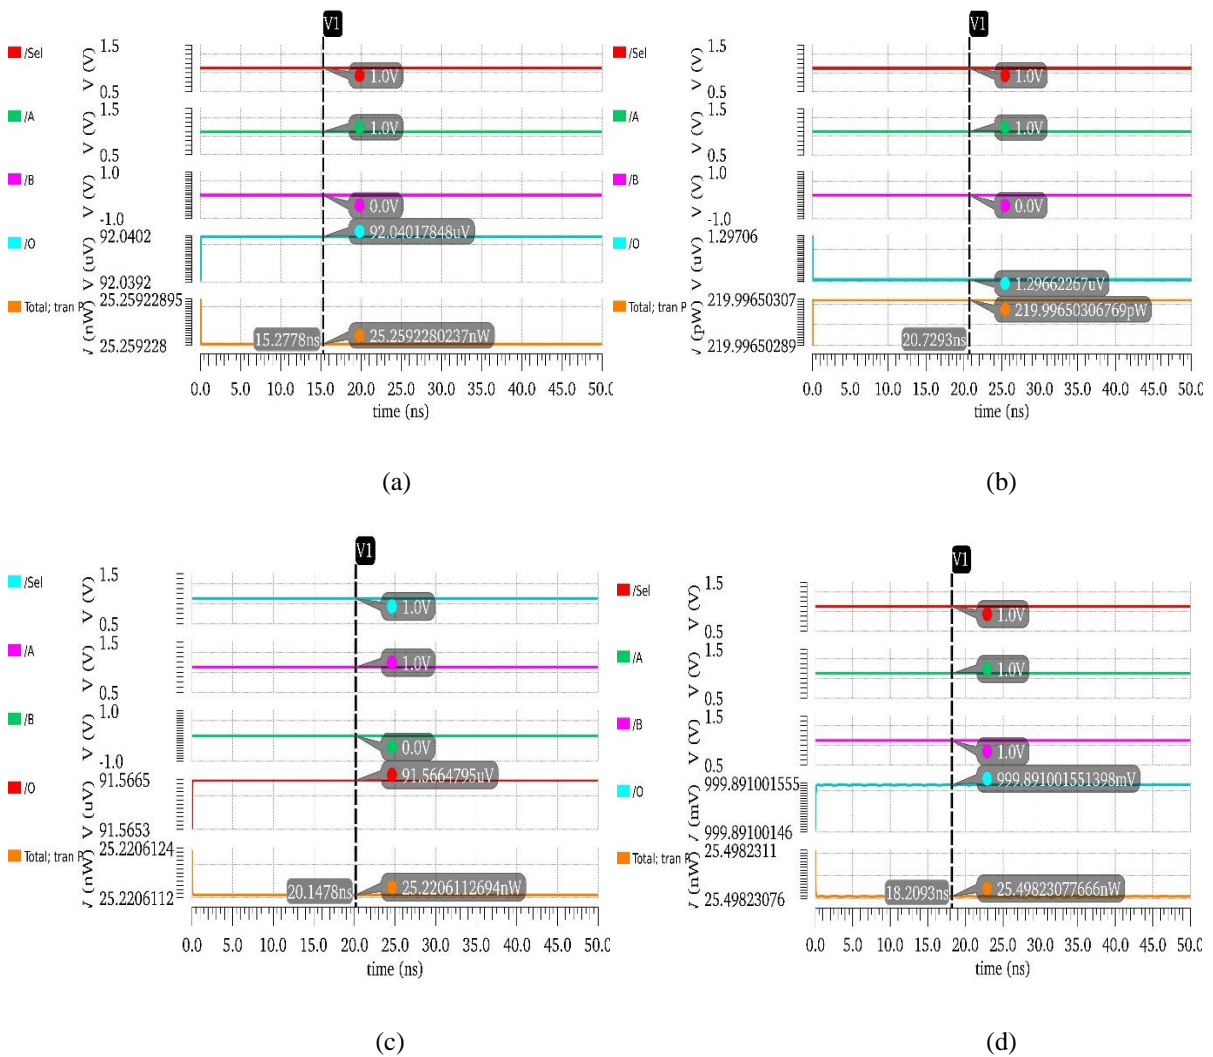 V1
/Sel
V (V)
1.5
0.5
1.0V
/A
V (V)
1.5
0.5
1.0V
/B
V (V)
1.0
-1.0
0.0V
/O
V (uV)
92.0402
92.0392
92.04017848uV
Total; tran P
(nW)
25.25922895
25.259228
15.2778ns
25.2592280237nW
0.0 5.0 10.0 15.0 20.0 25.0 30.0 35.0 40.0 45.0 50.0
time (ns)
(a)
V1
/Sel
V (V)
1.5
0.5
1.0V
/A
V (V)
1.5
0.5
1.0V
/B
V (V)
1.0
-1.0
0.0V
/O
V (uV)
1.29706
1.29662267uV
Total; tran P
(pW)
219.99650307
219.99650289
20.7293ns
219.99650306769pW
0.0 5.0 10.0 15.0 20.0 25.0 30.0 35.0 40.0 45.0 50.0
time (ns)
(b)
V1
/Sel
V (V)
1.5
0.5
1.0V
/A
V (V)
1.5
0.5
1.0V
/B
V (V)
1.0
-1.0
0.0V
/O
V (uV)
91.5665
91.5653
91.5664795uV
Total; tran P
(nW)
25.2206124
25.2206112
20.1478ns
25.2206112694nW
0.0 5.0 10.0 15.0 20.0 25.0 30.0 35.0 40.0 45.0 50.0
time (ns)
(c)
V1
/Sel
V (V)
1.5
0.5
1.0V
/A
V (V)
1.5
0.5
1.0V
/B
V (V)
1.5
0.5
1.0V
/O
(mV)
999.891001555
999.89100146
999.891001551398mV
Total; tran P
(nW)
25.4982311
25.49823076
18.2093ns
25.49823077666nW
0.0 5.0 10.0 15.0 20.0 25.0 30.0 35.0 40.0 45.0 50.0
time (ns)
(d)